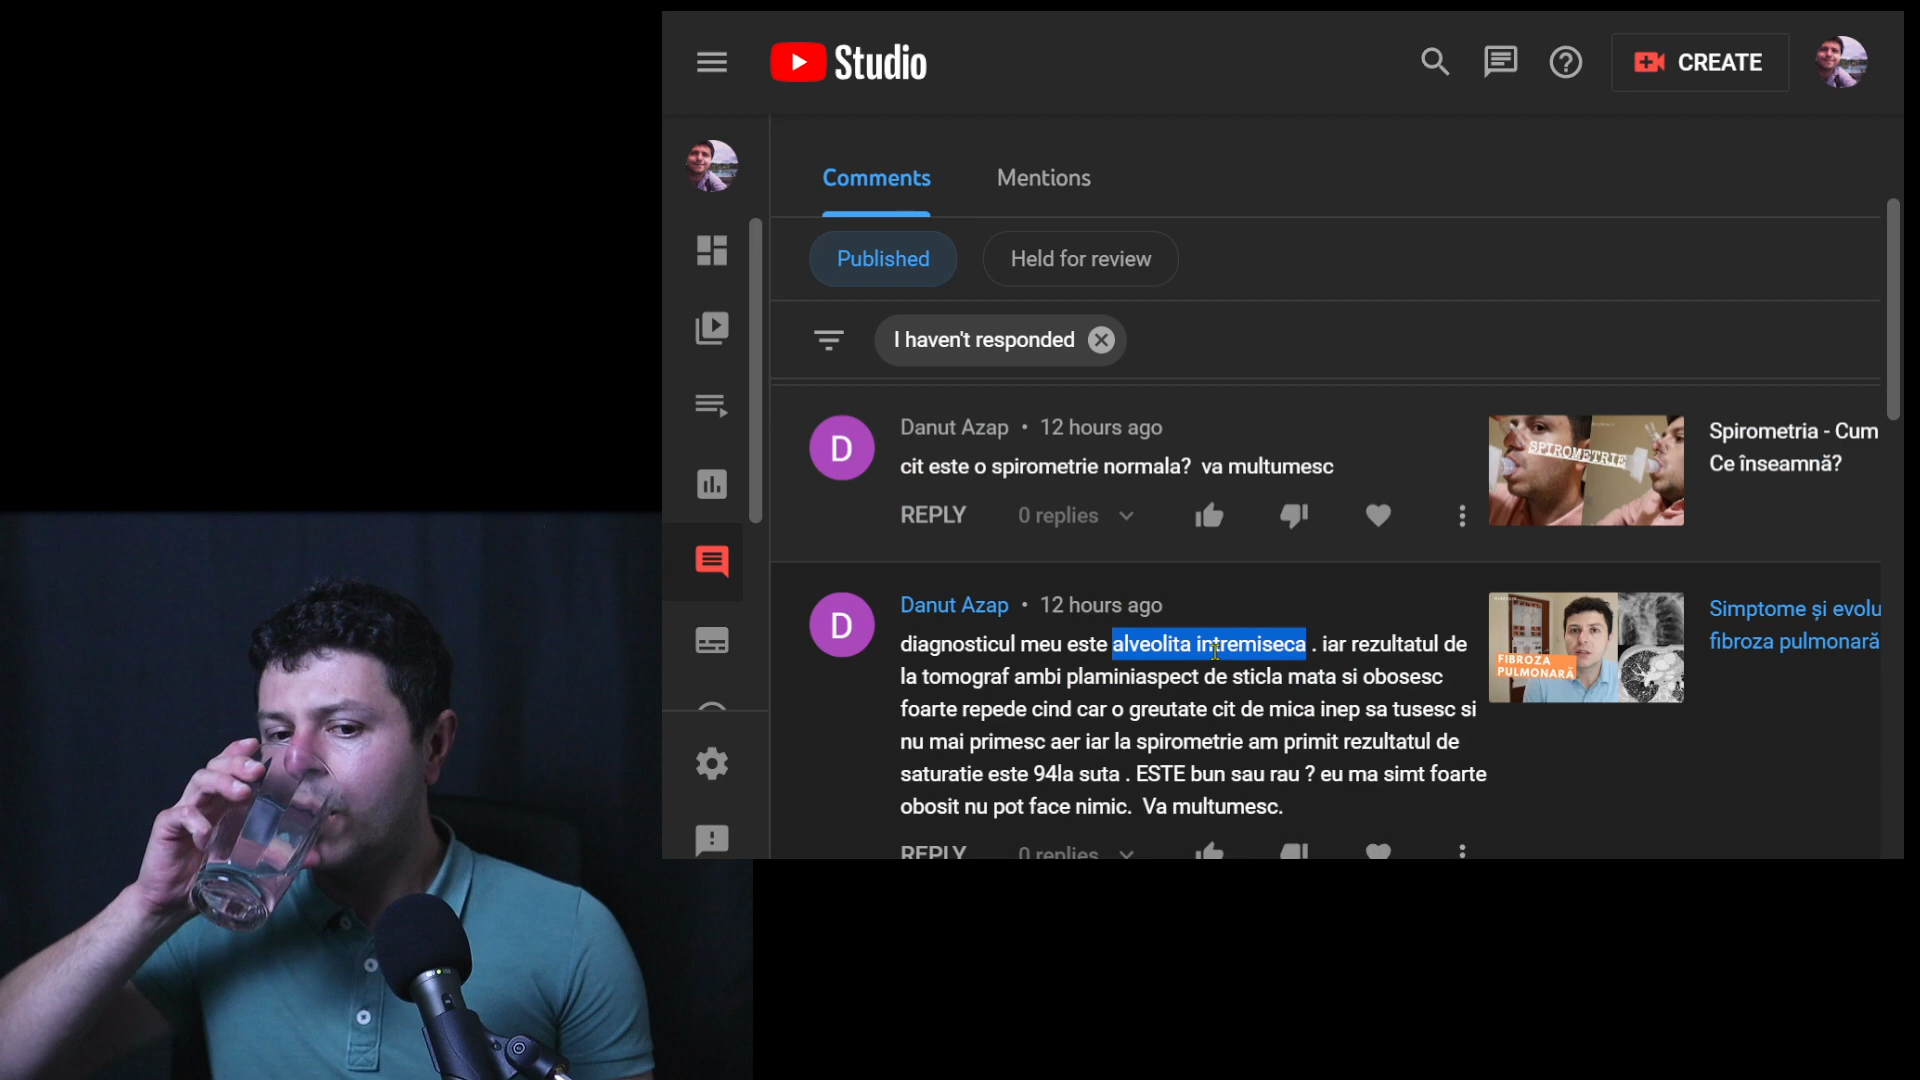 Studio
CREATE
Comments
Mentions
Published
Held for review
I haven't responded
Danut Azap • 12 hours ago
cit este o spirometrie normala?  va multumesc
REPLY
0 replies
SPIROMETRIE
Spirometria - Cum
Ce înseamnă?
Danut Azap • 12 hours ago
diagnosticul meu este alveolita intremiseca . iar rezultatul de
la tomograf ambi plaminiaspect de sticla mata si obosesc
foarte repede cind car o greutate cit de mica inep sa tusesc si
nu mai primesc aer iar la spirometrie am primit rezultatul de
saturatie este 94la suta . ESTE bun sau rau ? eu ma simt foarte
obosit nu pot face nimic.  Va multumesc.
REPLY
0 replies
FIBROZA
PULMONARĂ
Simptome și evolu
fibroza pulmonară